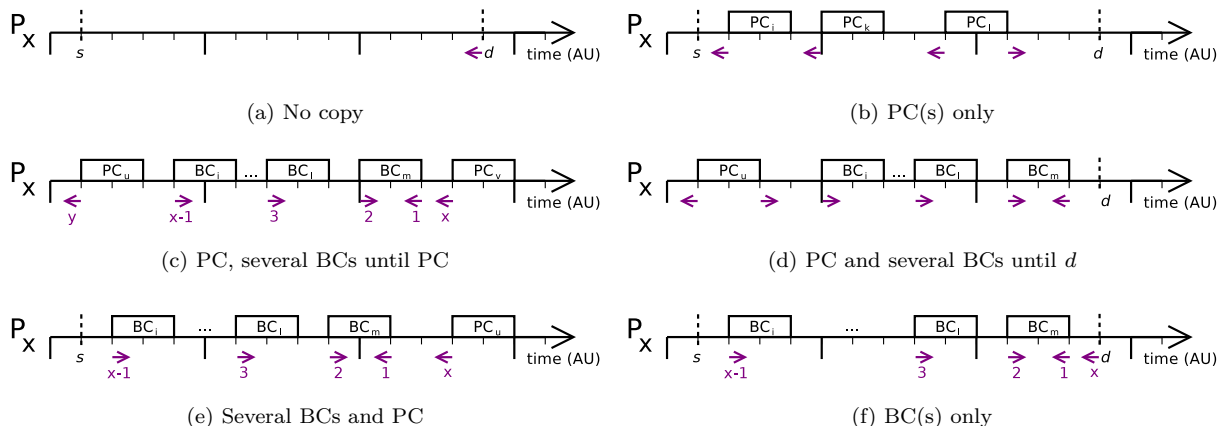 Px s d time (AU)
(a) No copy
Px s PCi PCk PCl d time (AU)
(b) PC(s) only
Px PCu BCi ... BCl BCm PCv time (AU)
y x-1 3 2 1 x
(c) PC, several BCs until PC
Px PCu BCi ... BCl BCm d time (AU)
(d) PC and several BCs until d
Px s BCi ... BCl BCm PCu time (AU)
x-1 3 2 1 x
(e) Several BCs and PC
Px s BCi ... BCl BCm d time (AU)
x-1 3 2 1 x
(f) BC(s) only